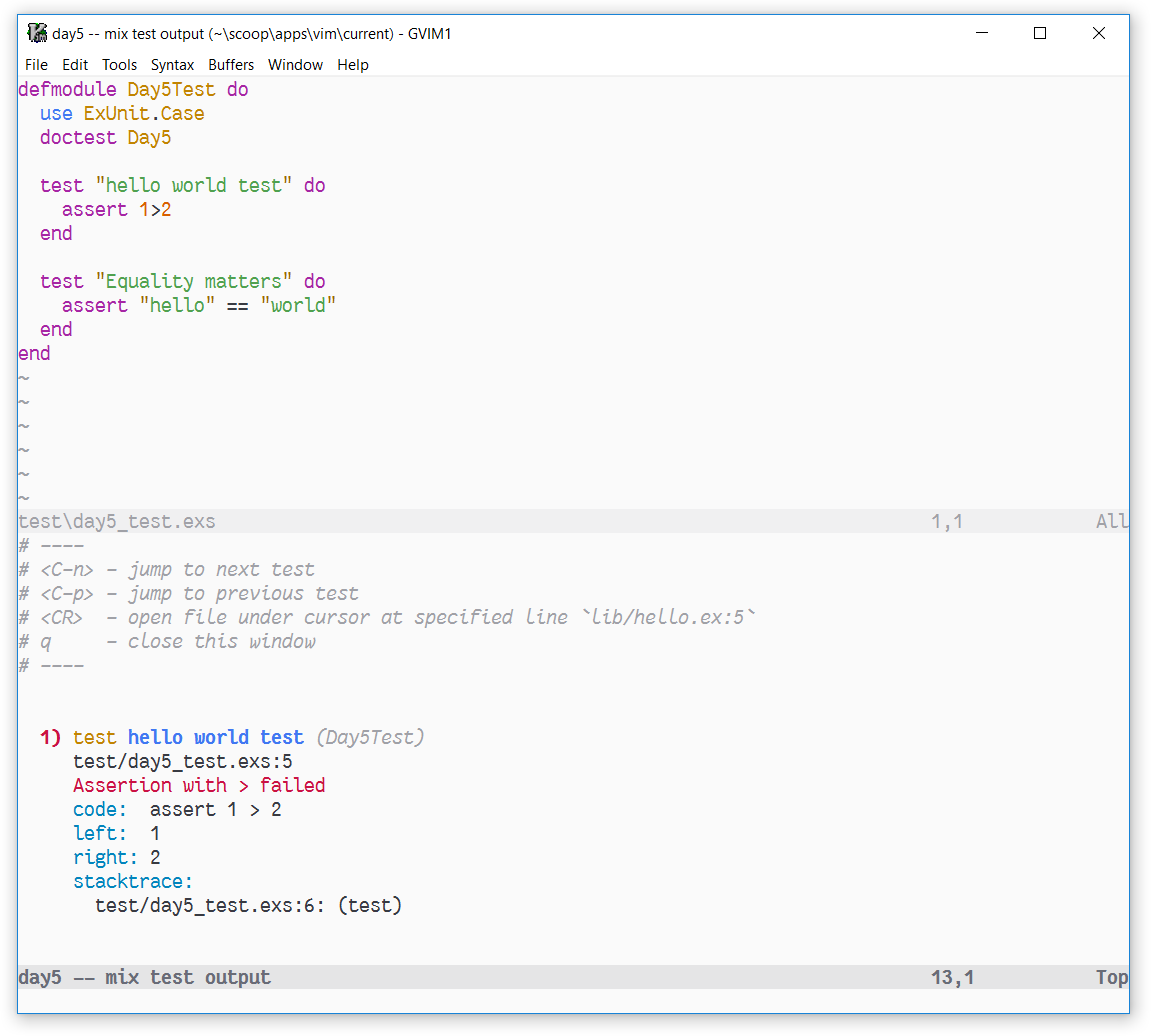 day5 -- mix test output (~\scoop\apps\vim\current) - GVIM1
File Edit Tools Syntax Buffers Window Help
defmodule Day5Test do
  use ExUnit.Case
  doctest Day5

  test "hello world test" do
    assert 1>2
  end

  test "Equality matters" do
    assert "hello" == "world"
  end
end
~
~
~
~
~
~
test\day5_test.exs 1,1 All
# ----
# <C-n> - jump to next test
# <C-p> - jump to previous test
# <CR>  - open file under cursor at specified line `lib/hello.ex:5`
# q     - close this window
# ----

  1) test hello world test (Day5Test)
     test/day5_test.exs:5
     Assertion with > failed
     code:  assert 1 > 2
     left:  1
     right: 2
     stacktrace:
       test/day5_test.exs:6: (test)

day5 -- mix test output 13,1 Top